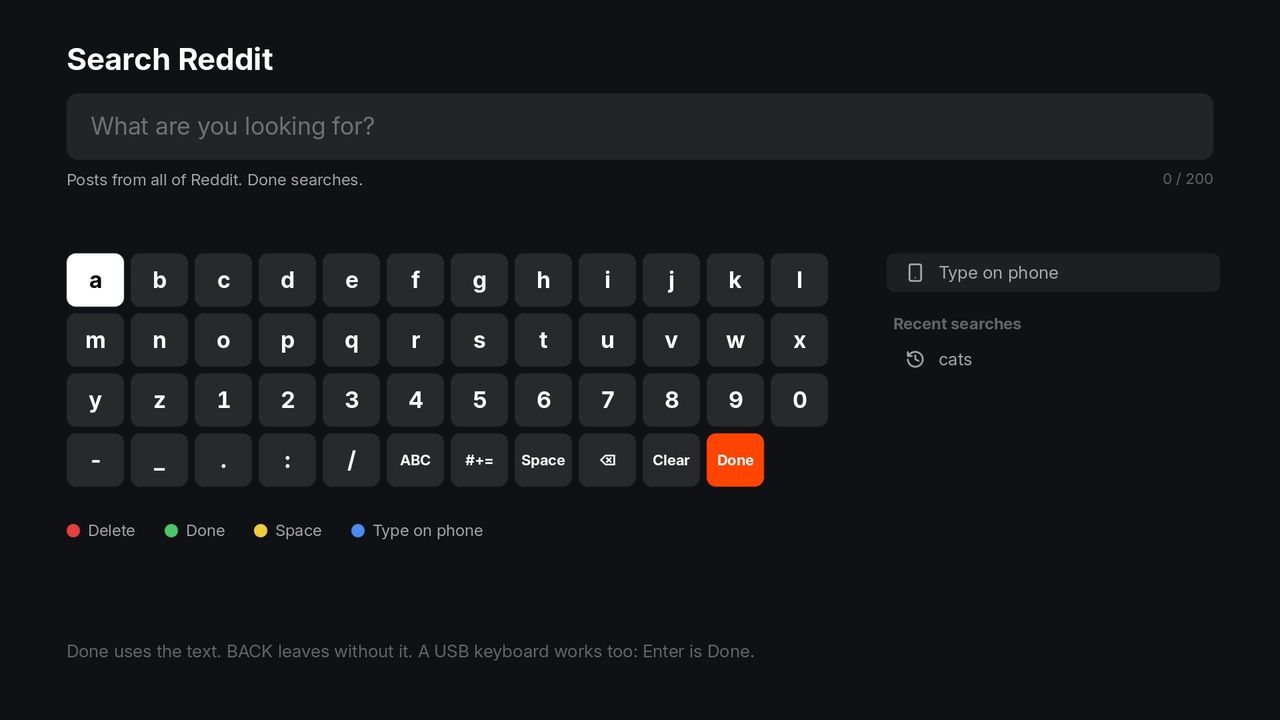 Search Reddit
What are you looking for?
Posts from all of Reddit. Done searches.
0 / 200
a b c d e f g h i j k l
m n o p q r s t u v w x
y z 1 2 3 4 5 6 7 8 9 0
- _ . : / ABC #+= Space Clear Done
Delete Done Space Type on phone
Type on phone
Recent searches
cats
Done uses the text. BACK leaves without it. A USB keyboard works too: Enter is Done.